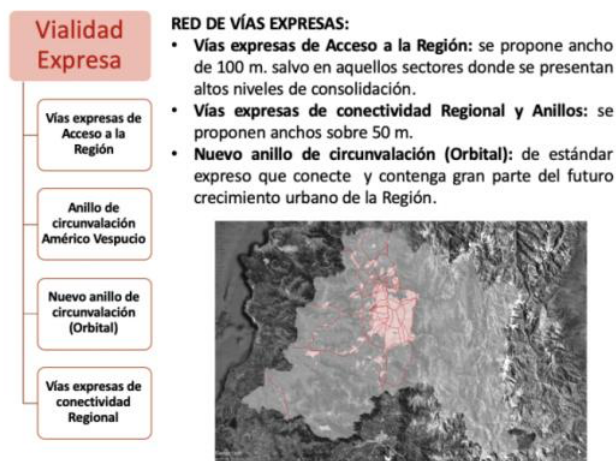 Vialidad
Expresa
Vías expresas de
Acceso a la
Región
Anillo de
circunvalación
Américo Vespucio
Nuevo anillo de
circunvalación
(Orbital)
Vías expresas de
conectividad
Regional
RED DE VÍAS EXPRESAS:
• Vías expresas de Acceso a la Región: se propone ancho
de 100 m. salvo en aquellos sectores donde se presentan
altos niveles de consolidación.
• Vías expresas de conectividad Regional y Anillos: se
proponen anchos sobre 50 m.
• Nuevo anillo de circunvalación (Orbital): de estándar
expreso que conecte y contenga gran parte del futuro
crecimiento urbano de la Región.